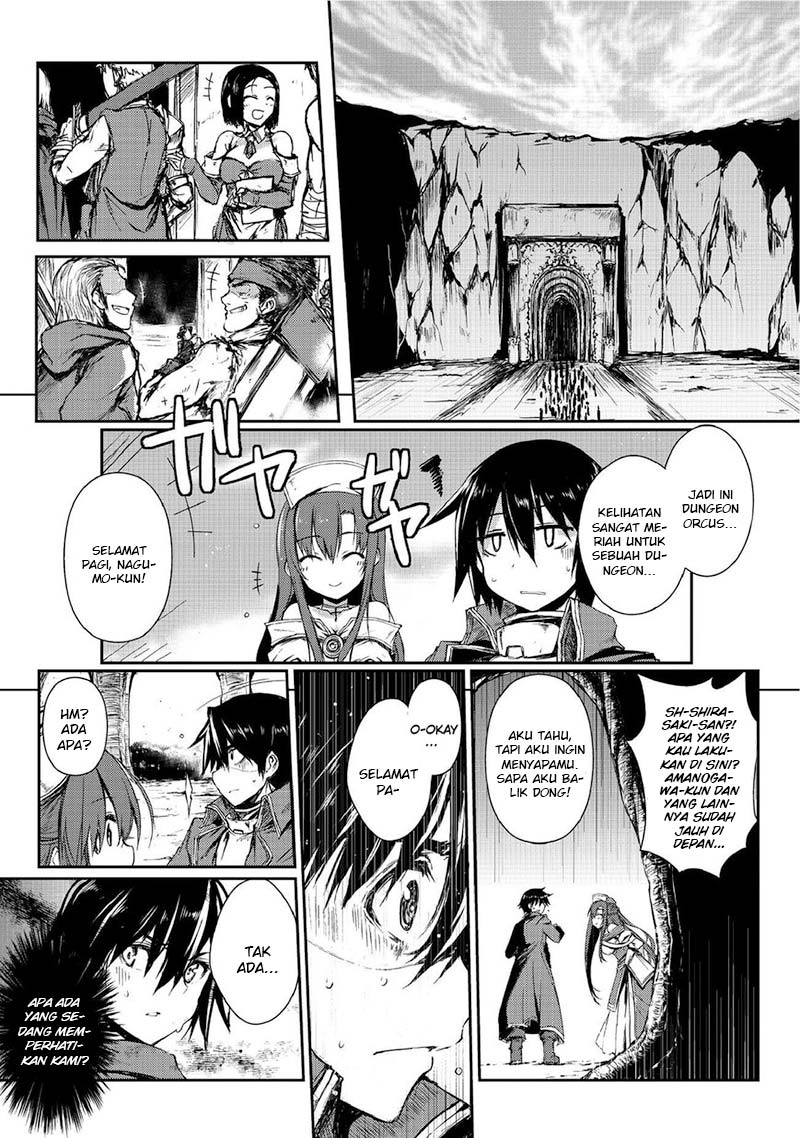 JADI INI
DUNGEON
ORCUS...
KELIHATAN
SANGAT ME-
RIAH UNTUK
SEBUAH DU-
NGEON...
ガヤ
ガヤ
SELAMAT
PAGI, NAGU-
MO-KUN!
SH-SHIRA-
SAKI-SAN?!
APA YANG
KAU LAKU-
KAN DI SINI?
AMANOGA-
WA-KUN DAN
YANG LAIN-
NYA SUDAH
JAUH DI
DEPAN...
AKU TAHU,
TAPI AKU INGIN
MENYAPAMU.
SAPA AKU BA-
LIK DONG!
O-OKAY
...
SELAMAT
PA-
HM?
ADA
APA?
TAK
ADA...
APA ADA
YANG SE-
DANG MEM-
PERHATI-
KAN KAMI?